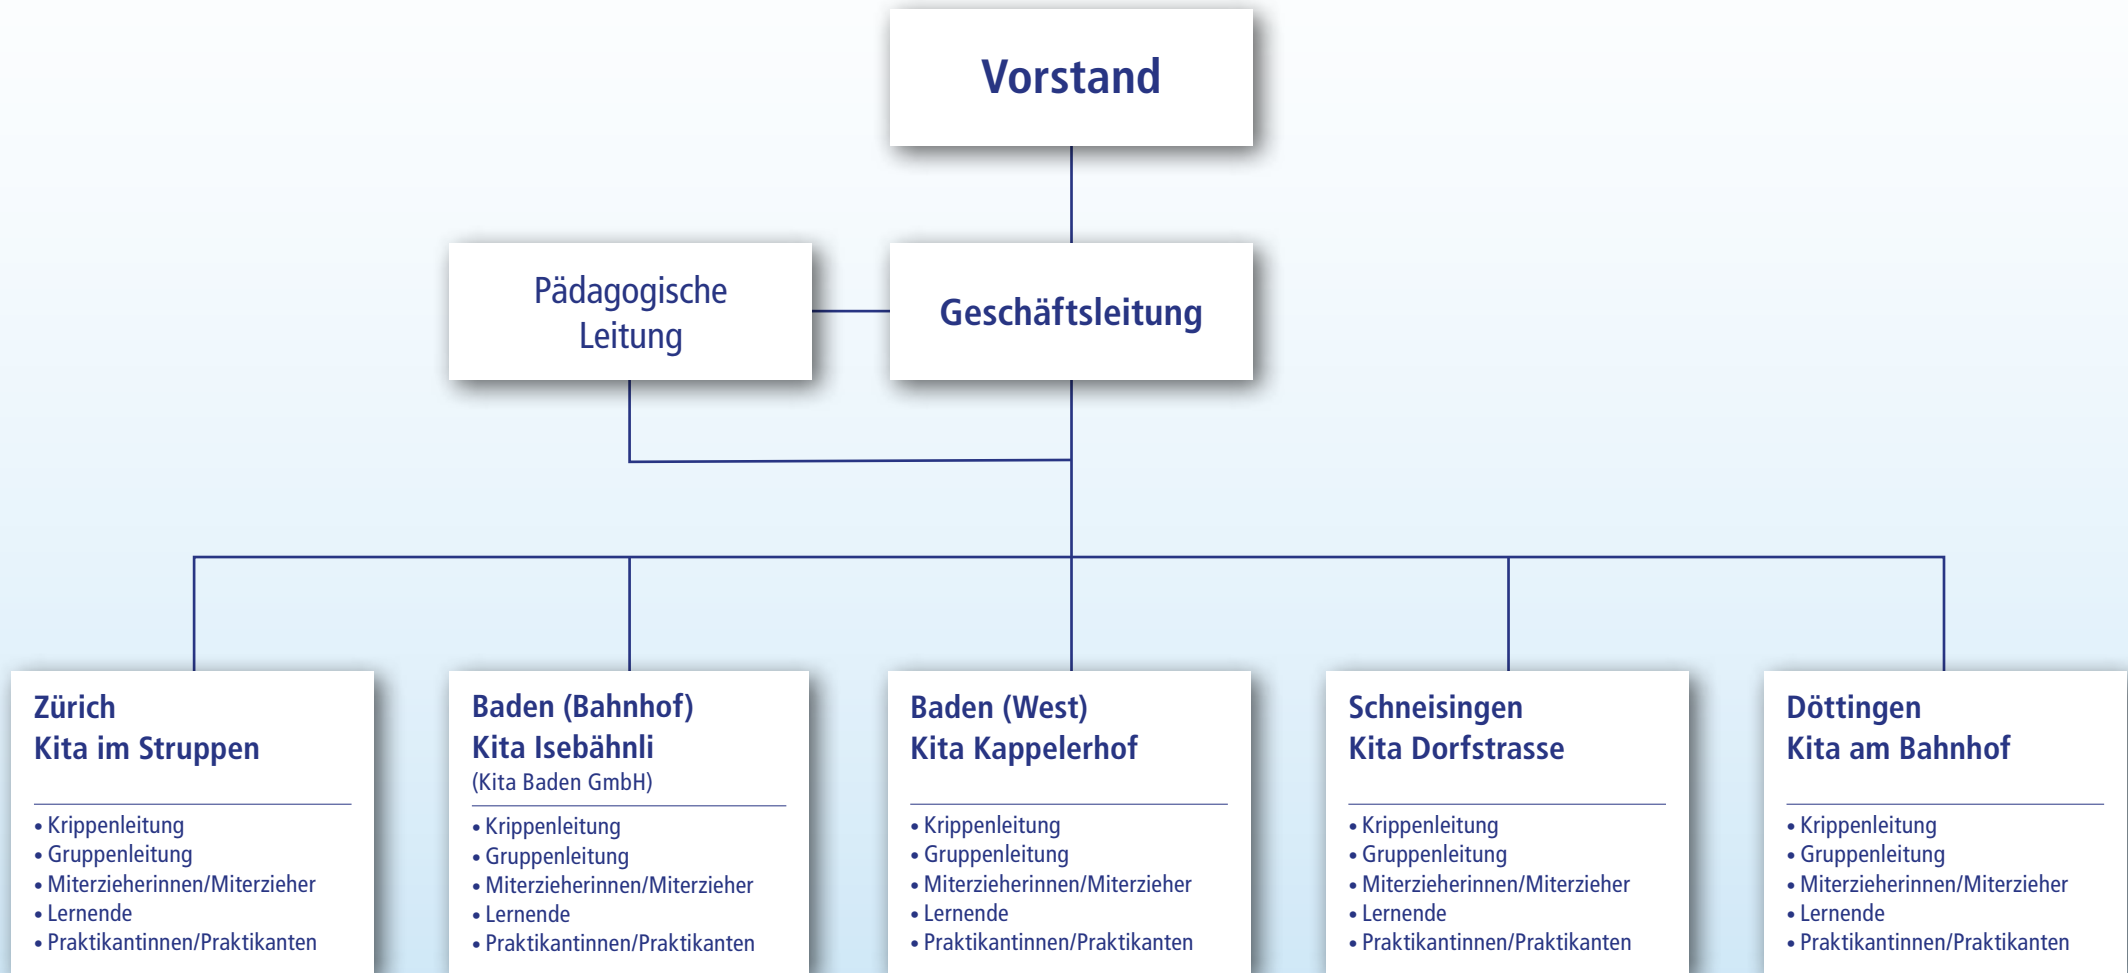 Vorstand
Pädagogische
Leitung
Geschäftsleitung
Zürich
Kita im Struppen
• Krippenleitung
• Gruppenleitung
• Miterzieherinnen/Miterzieher
• Lernende
• Praktikantinnen/Praktikanten
Baden (Bahnhof)
Kita Isebähnli
(Kita Baden GmbH)
• Krippenleitung
• Gruppenleitung
• Miterzieherinnen/Miterzieher
• Lernende
• Praktikantinnen/Praktikanten
Baden (West)
Kita Kappelerhof
• Krippenleitung
• Gruppenleitung
• Miterzieherinnen/Miterzieher
• Lernende
• Praktikantinnen/Praktikanten
Schneisingen
Kita Dorfstrasse
• Krippenleitung
• Gruppenleitung
• Miterzieherinnen/Miterzieher
• Lernende
• Praktikantinnen/Praktikanten
Döttingen
Kita am Bahnhof
• Krippenleitung
• Gruppenleitung
• Miterzieherinnen/Miterzieher
• Lernende
• Praktikantinnen/Praktikanten